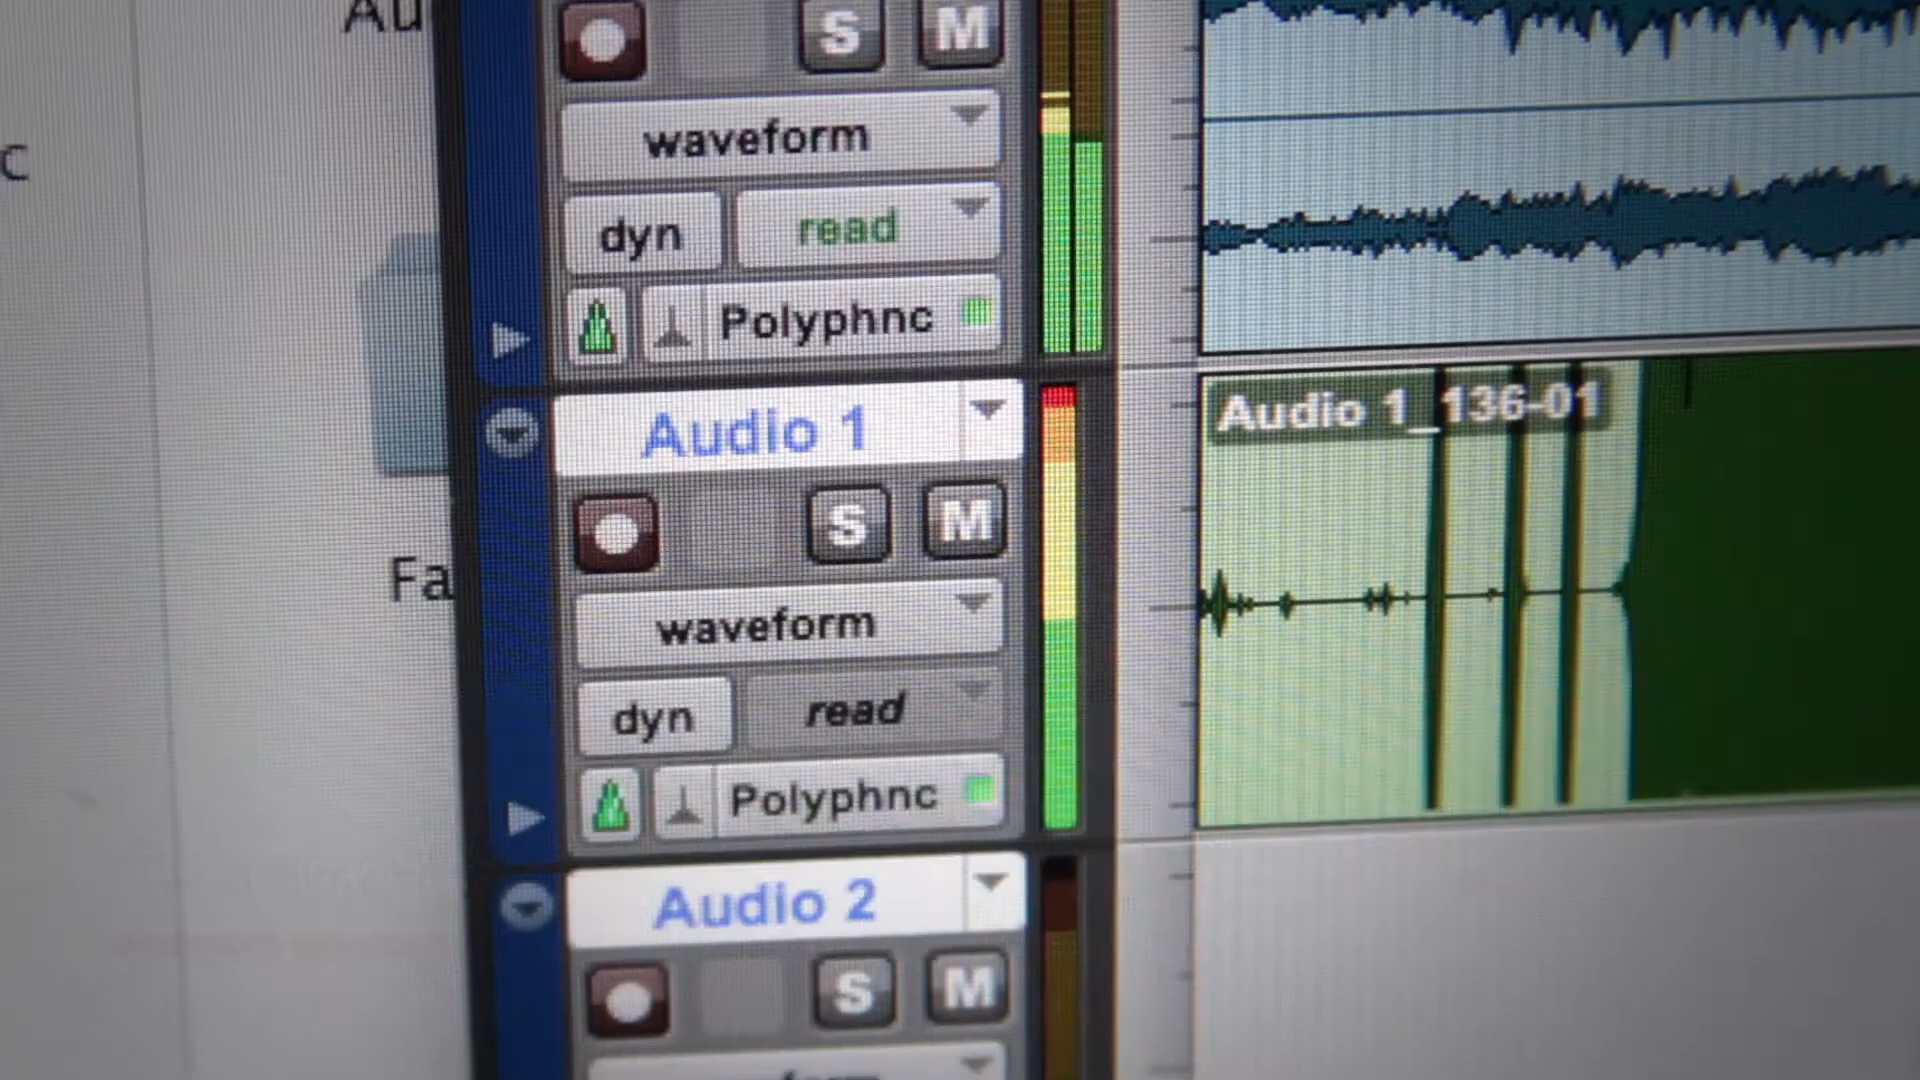 Au
S M
waveform
dyn read
Polyphnc
c
Audio 1
Audio 1_136-01
S M
Fa
waveform
dyn read
Polyphnc
Audio 2
S M